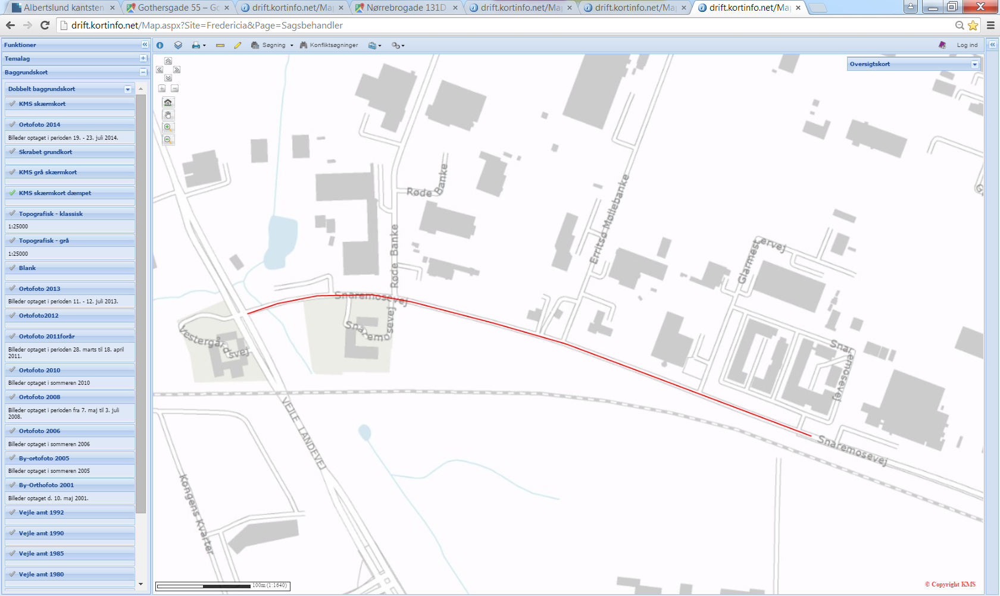 Albertslund kantsten
Gothersgade 55 – Go
drift.kortinfo.net/Map
Nørrebrogade 131D
drift.kortinfo.net/Map
drift.kortinfo.net/Map
drift.kortinfo.net/Map
drift.kortinfo.net/Map.aspx?Site=Fredericia&Page=Sagsbehandler
Funktioner
Søgning
Konfliktsøgninger
Log ind
Temalag
Baggrundskort
Oversigtskort
Dobbelt baggrundskort
KMS skærmkort
Ortofoto 2014
Billeder optaget i perioden 19. - 23. juli 2014.
Skrabet grundkort
KMS grå skærmkort
KMS skærmkort dæmpet
Topografisk - klassisk
1:25000
Topografisk - grå
1:25000
Blank
Ortofoto 2013
Billeder optaget i perioden 11. - 12. juli 2013.
Ortofoto2012
Ortofoto 2011forår
Billeder optaget i perioden 28. marts til 18. april
2011.
Ortofoto 2010
Billeder optaget i sommeren 2010
Ortofoto 2008
Billeder optaget i perioden fra 7. maj til 3. juli
2008.
Ortofoto 2006
Billeder optaget i sommeren 2006
By-ortofoto 2005
Billeder optaget i sommeren 2005
By-Orthofoto 2001
Billeder optaget d. 10. maj 2001.
Vejle amt 1992
Vejle amt 1990
Vejle amt 1985
Vejle amt 1980
Røde Banke
Røde Banke
Erritsø Møllebanke
Glarmestervej
Snaremosevej
Snaremosevej
Vestergårdsvej
Snaremosevej
Snaremosevej
VEJLE LANDEVEJ
Kongens Kvarter
100m (1:1640)
© Copyright KMS